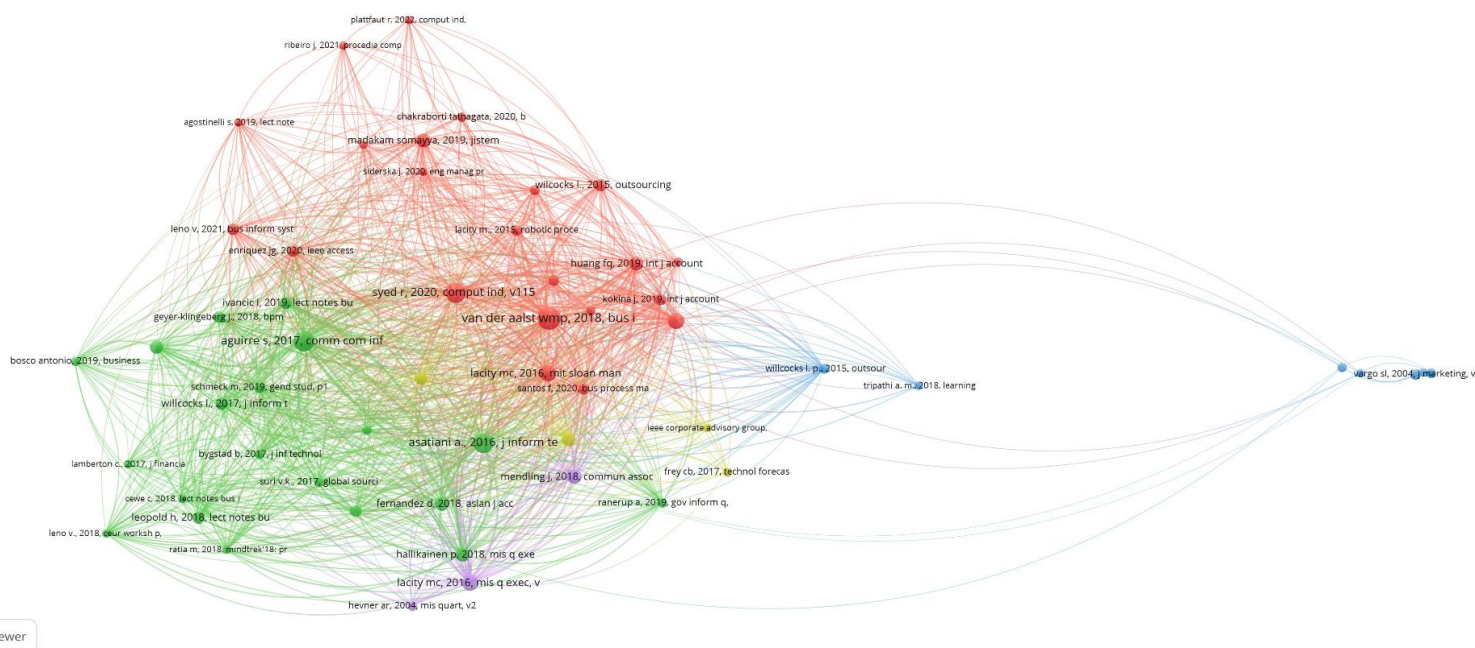 plattfaut r, 2022, comput ind,
ribeiro j, 2021, procedia comp
chakraborti tathagata, 2020, b
agostinelli s, 2019, lect note
madakam somayya, 2019, jistem
siderska j, 2020, eng manag pr
wilcocks l., 2015, outsourcing
leno v, 2021, bus inform syst
lacity m., 2015, robotic proce
enriquez jg, 2020, ieee access
huang fq, 2019, int j account
syed r, 2020, comput ind, v115
kokina j, 2019, int j account
ivancic l, 2019, lect notes bu
geyer-klingeberg j., 2018, bpm
van der aalst wmp, 2018, bus i
aguirre s, 2017, comm com inf
bosco antonio, 2019, business
willcocks l. p., 2015, outsour
lacity mc, 2016, mit sloan man
vargo sl, 2004, j marketing, v
schmeck m, 2019, gend stud, p1
santos f, 2020, bus process ma
tripathi a. m., 2018, learning
willcocks l., 2017, j inform t
ieee corporate advisory group,
asatiani a., 2016, j inform te
bygstad b, 2017, j inf technol
lamberton c., 2017, j financia
frey cb, 2017, technol forecas
mendling j, 2018, commun assoc
suri v.k., 2017, global sourci
cewe c, 2018, lect notes bus i
fernandez d, 2018, asian j acc
ranerup a, 2019, gov inform q,
leopold h, 2018, lect notes bu
leno v., 2018, ceur worksh p,
ratia m, 2018, mindtrek'18: pr
hallikainen p, 2018, mis q exe
lacity mc, 2016, mis q exec, v
hevner ar, 2004, mis quart, v2
ewer